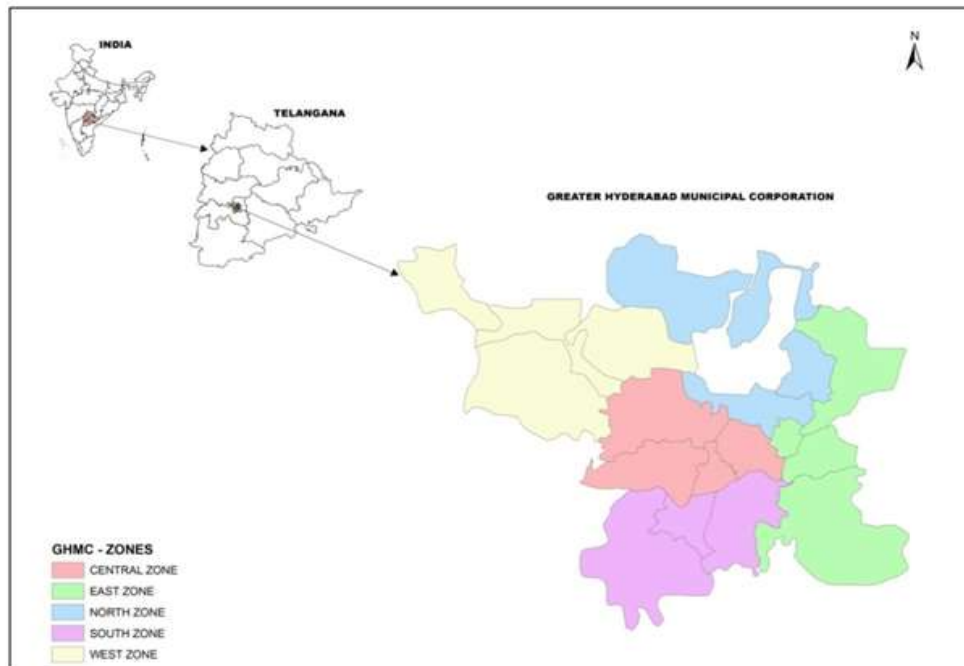 INDIA
N
TELANGANA
GREATER HYDERABAD MUNICIPAL CORPORATION
GHMC - ZONES
CENTRAL ZONE
EAST ZONE
NORTH ZONE
SOUTH ZONE
WEST ZONE